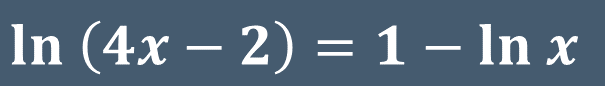 ln (4x – 2) = 1 – ln x